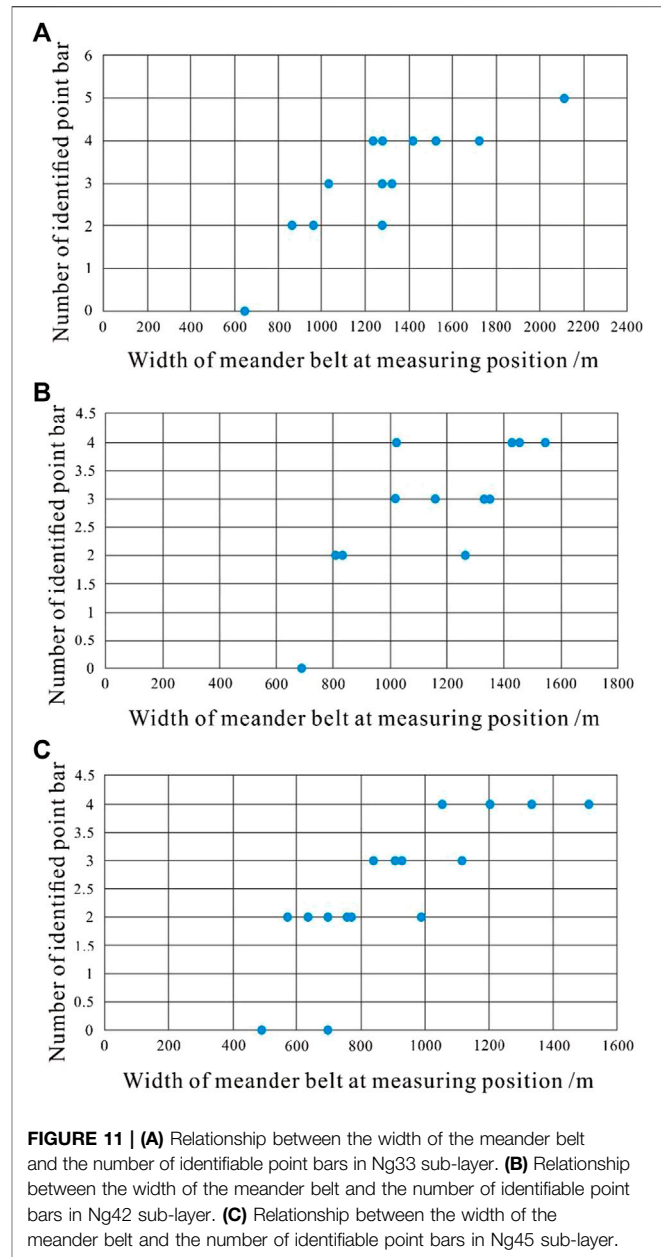 A
Number of identified point bar
6
5
4
3
2
1
0
0 200 400 600 800 1000 1200 1400 1600 1800 2000 2200 2400
Width of meander belt at measuring position /m
B
Number of identified point bar
4.5
4
3.5
3
2.5
2
1.5
1
0.5
0
0 200 400 600 800 1000 1200 1400 1600 1800
Width of meander belt at measuring position /m
C
Number of identified point bar
4.5
4
3.5
3
2.5
2
1.5
1
0.5
0
0 200 400 600 800 1000 1200 1400 1600
Width of meander belt at measuring position /m
FIGURE 11 | (A) Relationship between the width of the meander belt
and the number of identifiable point bars in Ng33 sub-layer. (B) Relationship
between the width of the meander belt and the number of identifiable point
bars in Ng42 sub-layer. (C) Relationship between the width of the
meander belt and the number of identifiable point bars in Ng45 sub-layer.